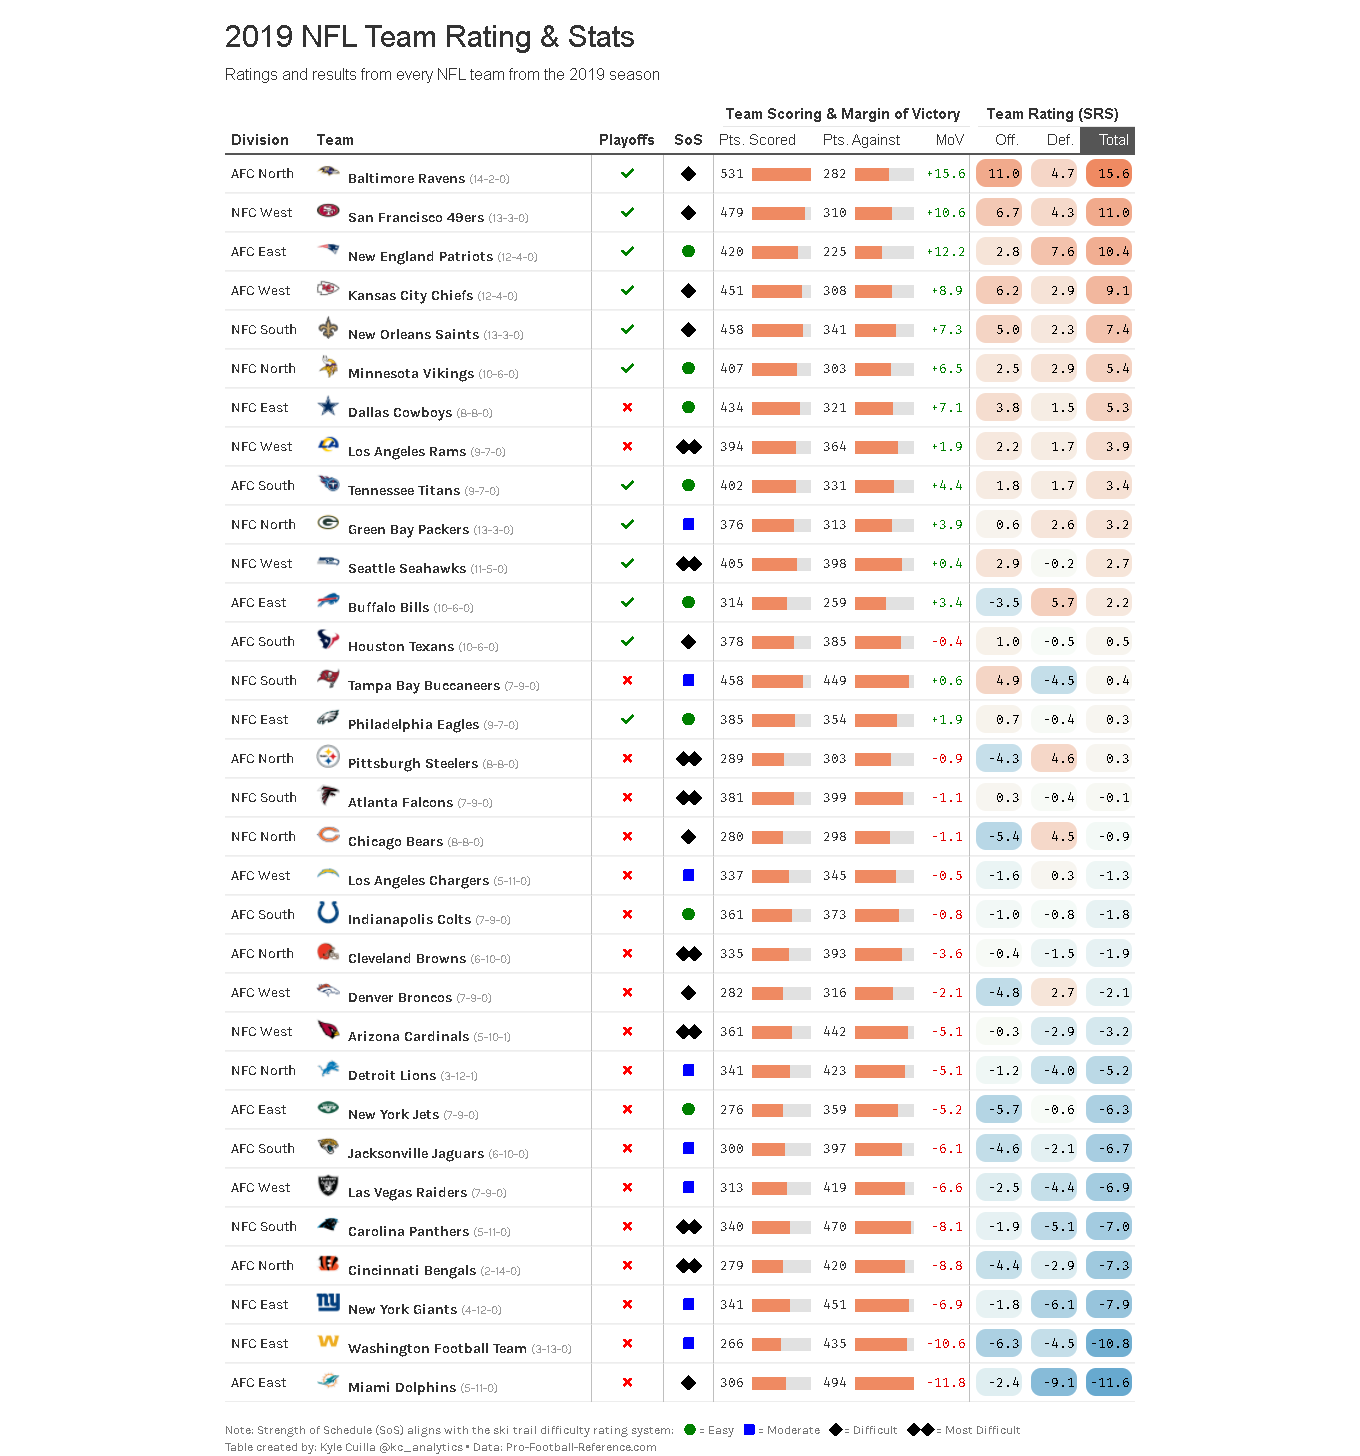 2019 NFL Team Rating & Stats
Ratings and results from every NFL team from the 2019 season
Team Scoring & Margin of Victory Team Rating (SRS)
Division Team Playoffs SoS Pts. Scored Pts. Against MoV Off. Def. Total
AFC North Baltimore Ravens (14-2-0) 531 282 +15.6 11.0 4.7 15.6
NFC West San Francisco 49ers (13-3-0) 479 310 +10.6 6.7 4.3 11.0
AFC East New England Patriots (12-4-0) 420 225 +12.2 2.8 7.6 10.4
AFC West Kansas City Chiefs (12-4-0) 451 308 +8.9 6.2 2.9 9.1
NFC South New Orleans Saints (13-3-0) 458 341 +7.3 5.0 2.3 7.4
NFC North Minnesota Vikings (10-6-0) 407 303 +6.5 2.5 2.9 5.4
NFC East Dallas Cowboys (8-8-0) 434 321 +7.1 3.8 1.5 5.3
NFC West Los Angeles Rams (9-7-0) 394 364 +1.9 2.2 1.7 3.9
AFC South Tennessee Titans (9-7-0) 402 331 +4.4 1.8 1.7 3.4
NFC North Green Bay Packers (13-3-0) 376 313 +3.9 0.6 2.6 3.2
NFC West Seattle Seahawks (11-5-0) 405 398 +0.4 2.9 -0.2 2.7
AFC East Buffalo Bills (10-6-0) 314 259 +3.4 -3.5 5.7 2.2
AFC South Houston Texans (10-6-0) 378 385 -0.4 1.0 -0.5 0.5
NFC South Tampa Bay Buccaneers (7-9-0) 458 449 +0.6 4.9 -4.5 0.4
NFC East Philadelphia Eagles (9-7-0) 385 354 +1.9 0.7 -0.4 0.3
AFC North Pittsburgh Steelers (8-8-0) 289 303 -0.9 -4.3 4.6 0.3
NFC South Atlanta Falcons (7-9-0) 381 399 -1.1 0.3 -0.4 -0.1
NFC North Chicago Bears (8-8-0) 280 298 -1.1 -5.4 4.5 -0.9
AFC West Los Angeles Chargers (5-11-0) 337 345 -0.5 -1.6 0.3 -1.3
AFC South Indianapolis Colts (7-9-0) 361 373 -0.8 -1.0 -0.8 -1.8
AFC North Cleveland Browns (6-10-0) 335 393 -3.6 -0.4 -1.5 -1.9
AFC West Denver Broncos (7-9-0) 282 316 -2.1 -4.8 2.7 -2.1
NFC West Arizona Cardinals (5-10-1) 361 442 -5.1 -0.3 -2.9 -3.2
NFC North Detroit Lions (3-12-1) 341 423 -5.1 -1.2 -4.0 -5.2
AFC East New York Jets (7-9-0) 276 359 -5.2 -5.7 -0.6 -6.3
AFC South Jacksonville Jaguars (6-10-0) 300 397 -6.1 -4.6 -2.1 -6.7
AFC West Las Vegas Raiders (7-9-0) 313 419 -6.6 -2.5 -4.4 -6.9
NFC South Carolina Panthers (5-11-0) 340 470 -8.1 -1.9 -5.1 -7.0
AFC North Cincinnati Bengals (2-14-0) 279 420 -8.8 -4.4 -2.9 -7.3
NFC East ny New York Giants (4-12-0) 341 451 -6.9 -1.8 -6.1 -7.9
NFC East W Washington Football Team (3-13-0) 266 435 -10.6 -6.3 -4.5 -10.8
AFC East Miami Dolphins (5-11-0) 306 494 -11.8 -2.4 -9.1 -11.6
Note: Strength of Schedule (SoS) aligns with the ski trail difficulty rating system: = Easy = Moderate = Difficult = Most Difficult
Table created by: Kyle Cuilla @kc_analytics • Data: Pro-Football-Reference.com